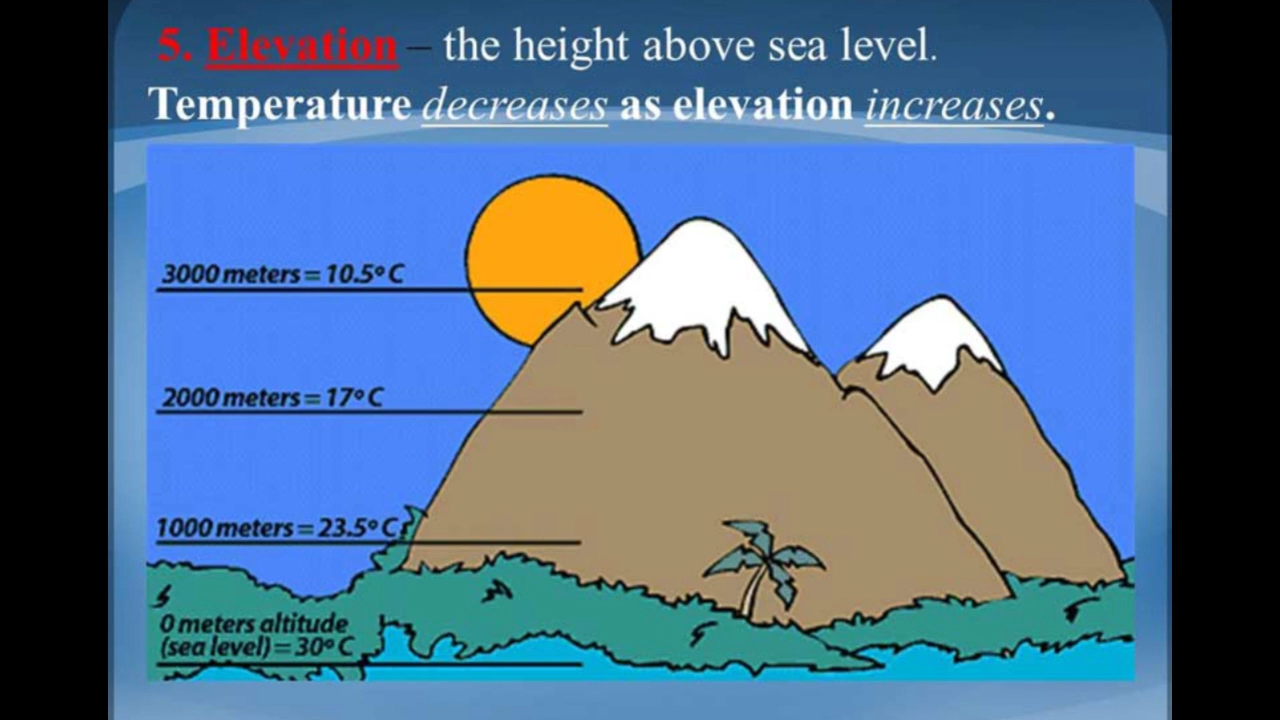 5. Elevation – the height above sea level.
Temperature decreases as elevation increases.
3000 meters = 10.5° C
2000 meters = 17° C
1000 meters = 23.5° C
0 meters altitude
(sea level) = 30° C